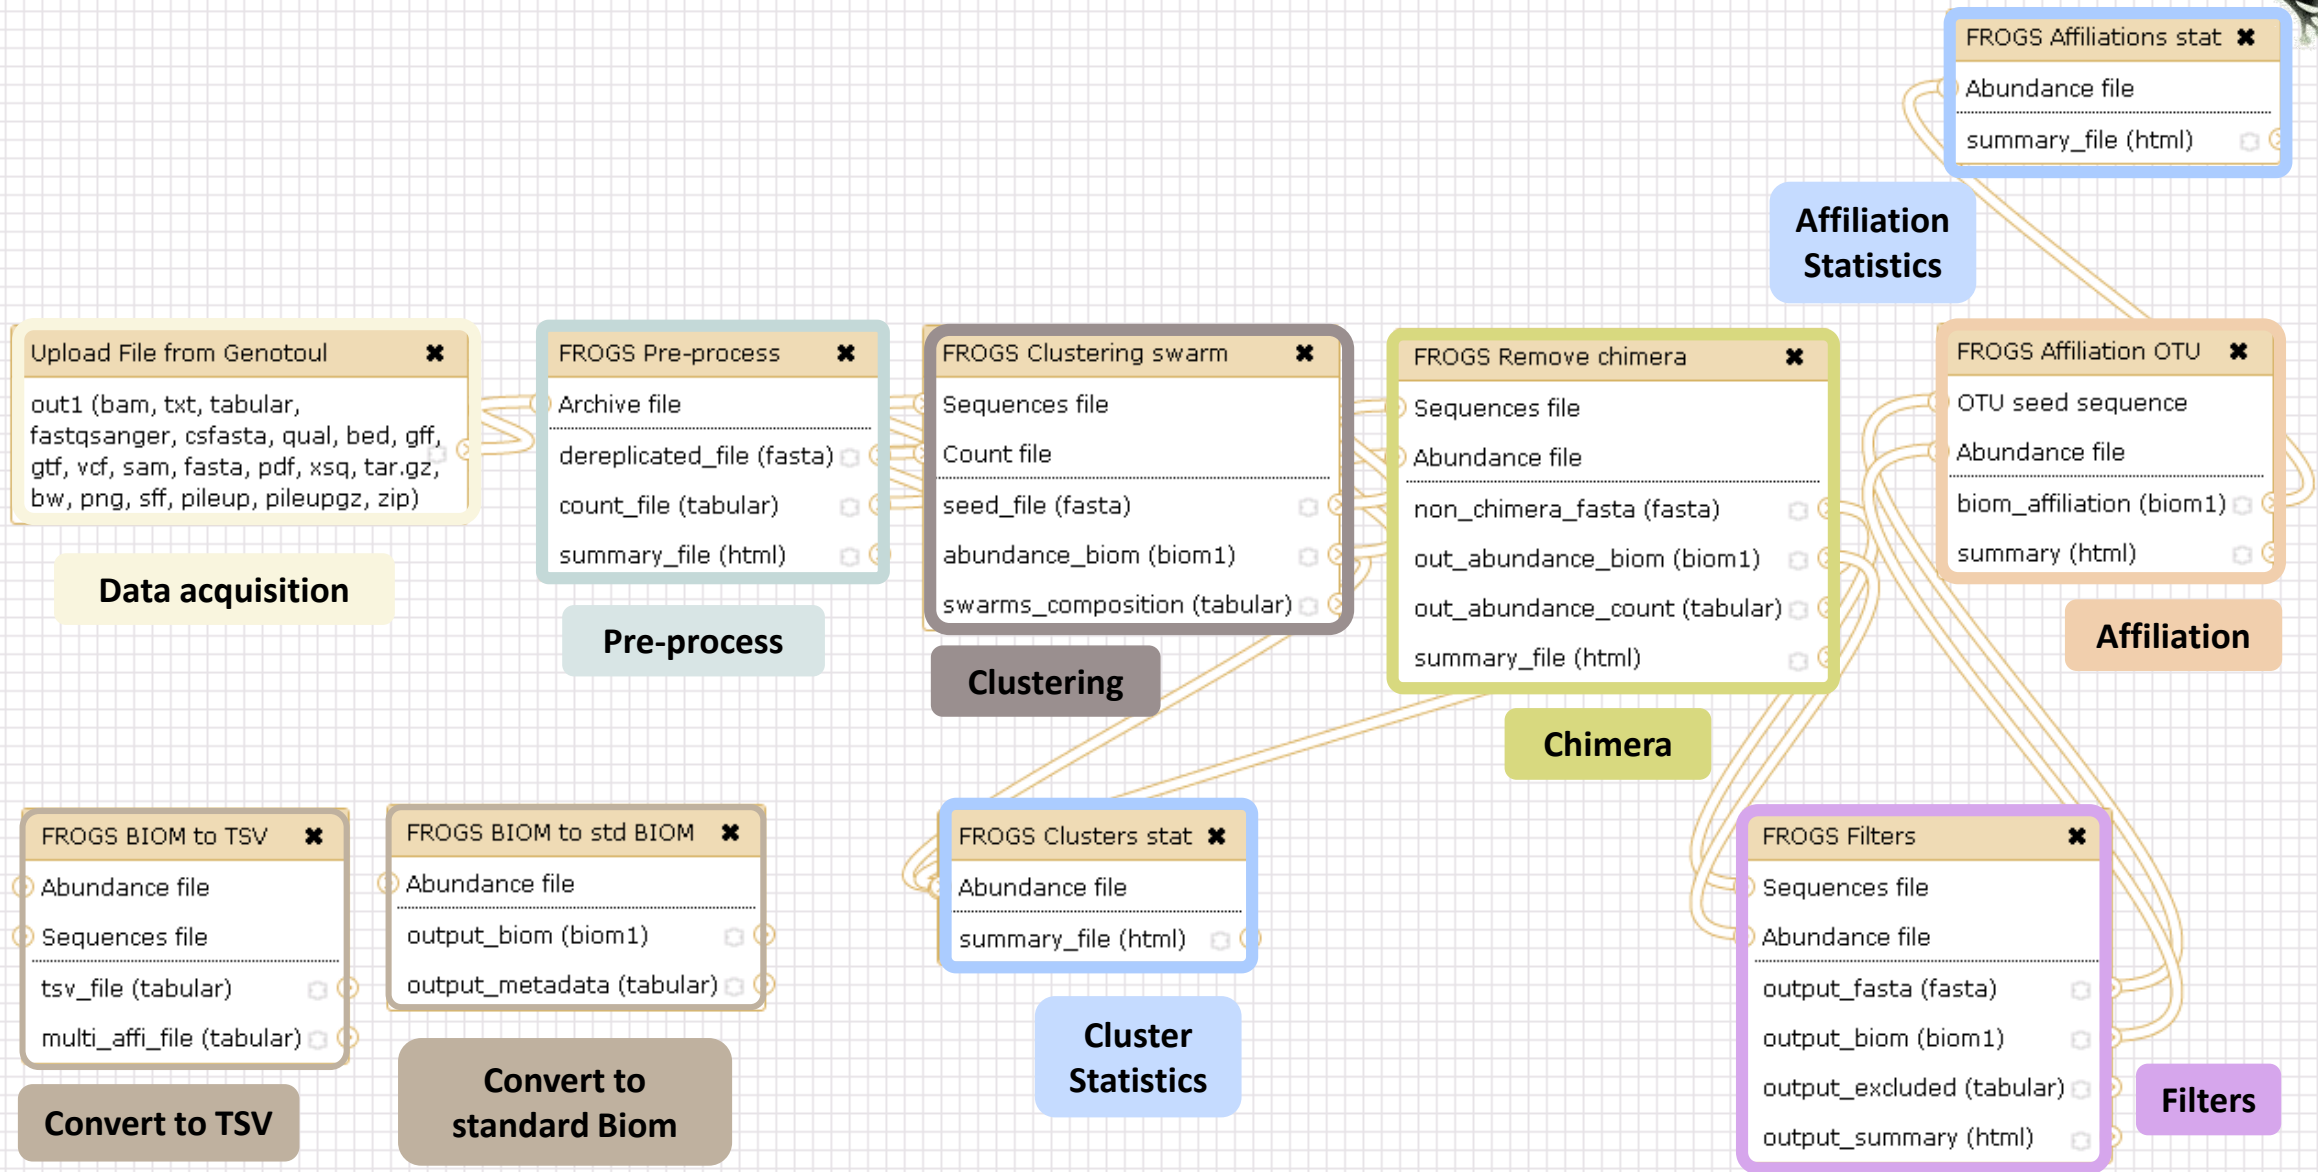 FROGS Affiliations stat
Abundance file
summary_file (html)
Affiliation
Statistics
Upload File from Genotoul
out1 (bam, txt, tabular,
fastqsanger, csfasta, qual, bed, gff,
gtf, vcf, sam, fasta, pdf, xsq, tar.gz,
bw, png, sff, pileup, pileupgz, zip)
Data acquisition
FROGS Pre-process
Archive file
dereplicated_file (fasta)
count_file (tabular)
summary_file (html)
Pre-process
FROGS Clustering swarm
Sequences file
Count file
seed_file (fasta)
abundance_biom (biom1)
swarms_composition (tabular)
Clustering
FROGS Remove chimera
Sequences file
Abundance file
non_chimera_fasta (fasta)
out_abundance_biom (biom1)
out_abundance_count (tabular)
summary_file (html)
Chimera
FROGS Affiliation OTU
OTU seed sequence
Abundance file
biom_affiliation (biom1)
summary (html)
Affiliation
FROGS BIOM to TSV
Abundance file
Sequences file
tsv_file (tabular)
multi_affi_file (tabular)
Convert to TSV
FROGS BIOM to std BIOM
Abundance file
output_biom (biom1)
output_metadata (tabular)
Convert to
standard Biom
FROGS Clusters stat
Abundance file
summary_file (html)
Cluster
Statistics
FROGS Filters
Sequences file
Abundance file
output_fasta (fasta)
output_biom (biom1)
output_excluded (tabular)
output_summary (html)
Filters